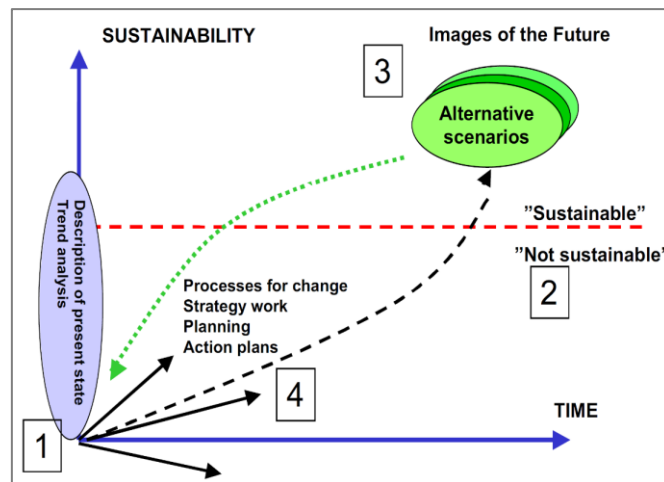 SUSTAINABILITY
Images of the Future
3
Alternative
scenarios
Description of present state
Trend analysis
"Sustainable"
"Not sustainable"
2
Processes for change
Strategy work
Planning
Action plans
4
TIME
1